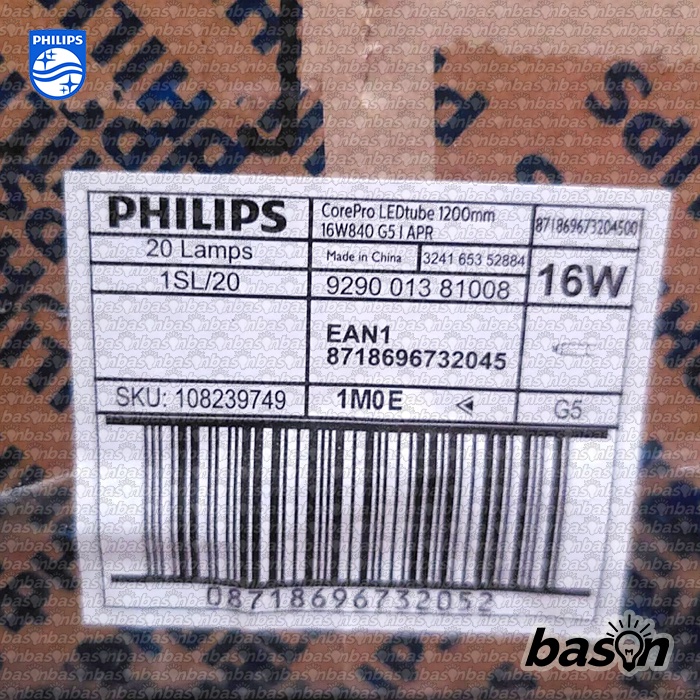 PHILIPS
PHILIPS
CorePro LEDtube 1200mm
16W840 G5 I APR
871869673204500
20 Lamps
Made in China
3241 653 52884
16W
1SL/20
9290 013 81008
EAN1
8718696732045
SKU: 108239749
1M0E
G5
08718696732052
bason